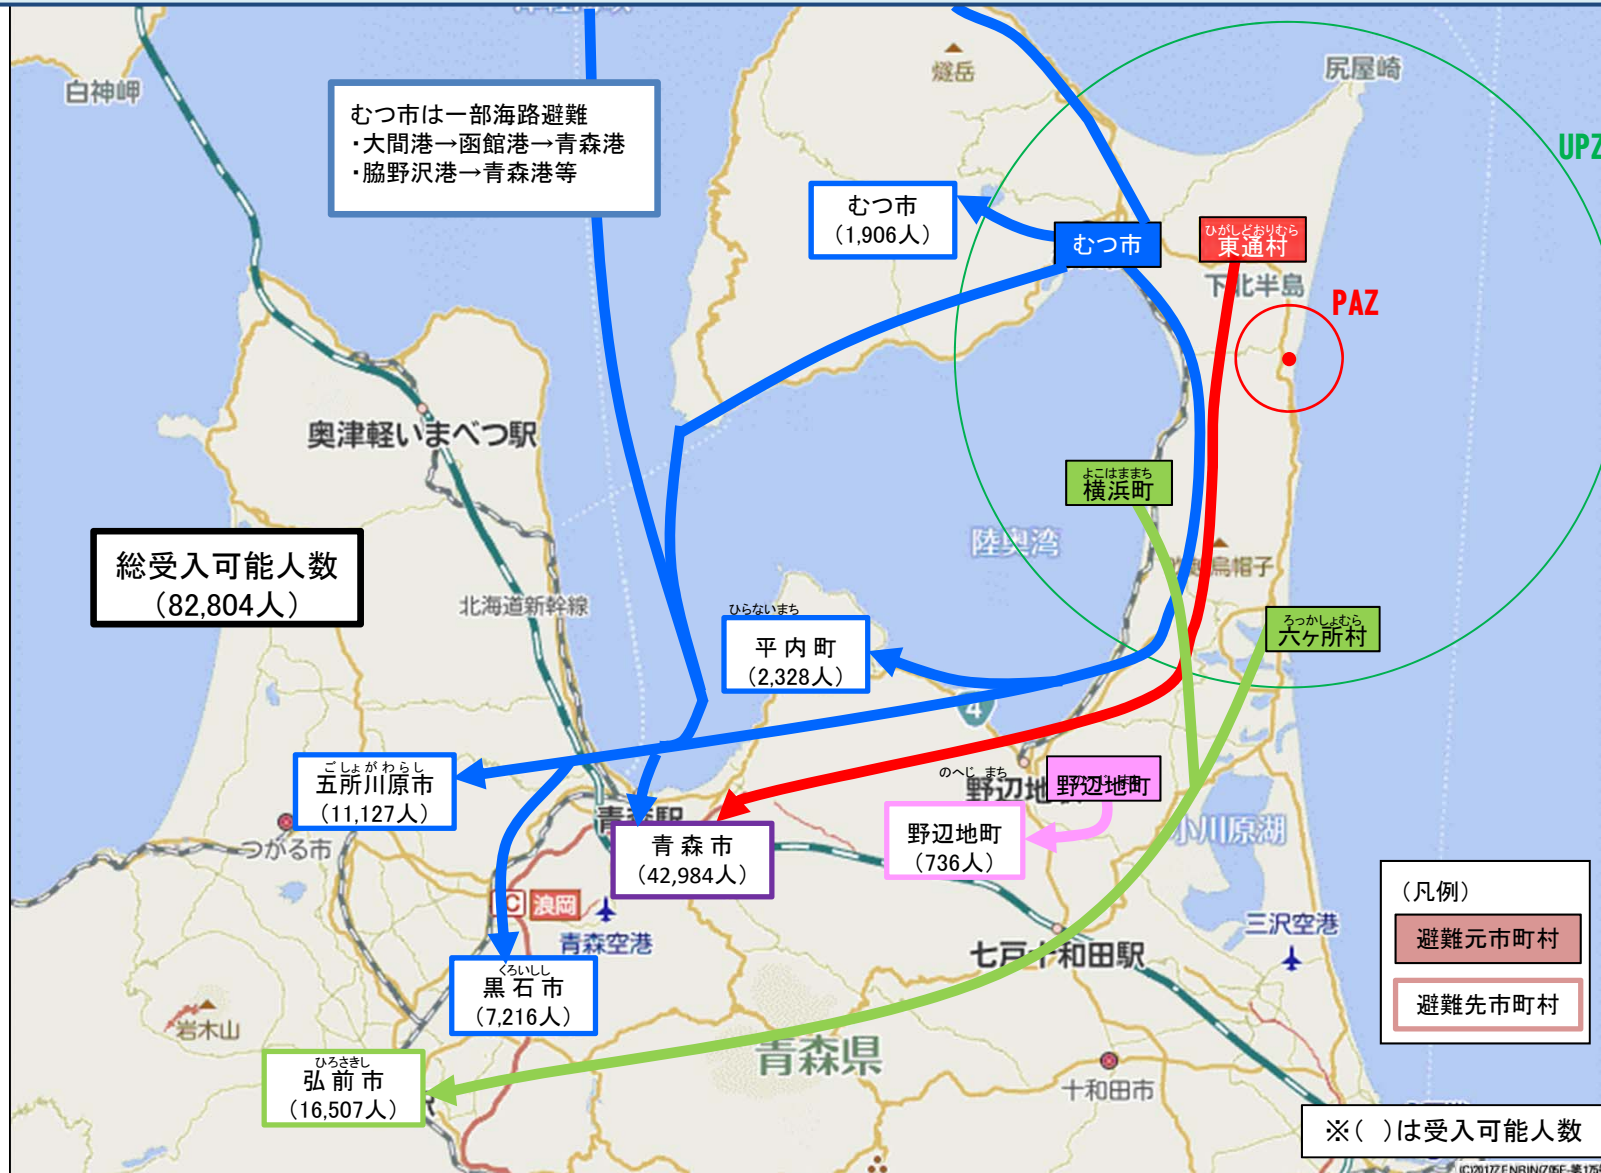 白神岬
燧岳
尻屋崎
むつ市は一部海路避難
・大間港→函館港→青森港
・脇野沢港→青森港等
UPZ
むつ市
（1,906人）
むつ市
ひがしどおりむら
東通村
下北半島
PAZ
奥津軽いまべつ駅
よこはままち
横浜町
陸奥湾
烏帽子
総受入可能人数
（82,804人）
北海道新幹線
ひらないまち
平内町
（2,328人）
ろっかしょむら
六ヶ所村
4
ごしょがわらし
五所川原市
（11,127人）
のへじ まち
野辺地
野辺地町
青森駅
青森市
（42,984人）
野辺地町
（736人）
小川原湖
つがる市
浪岡
青森空港
（凡例）
避難元市町村
避難先市町村
三沢空港
七戸十和田駅
くろいしし
黒石市
（7,216人）
岩木山
青森県
ひろさきし
弘前市
（16,507人）
十和田市
※（ ）は受入可能人数